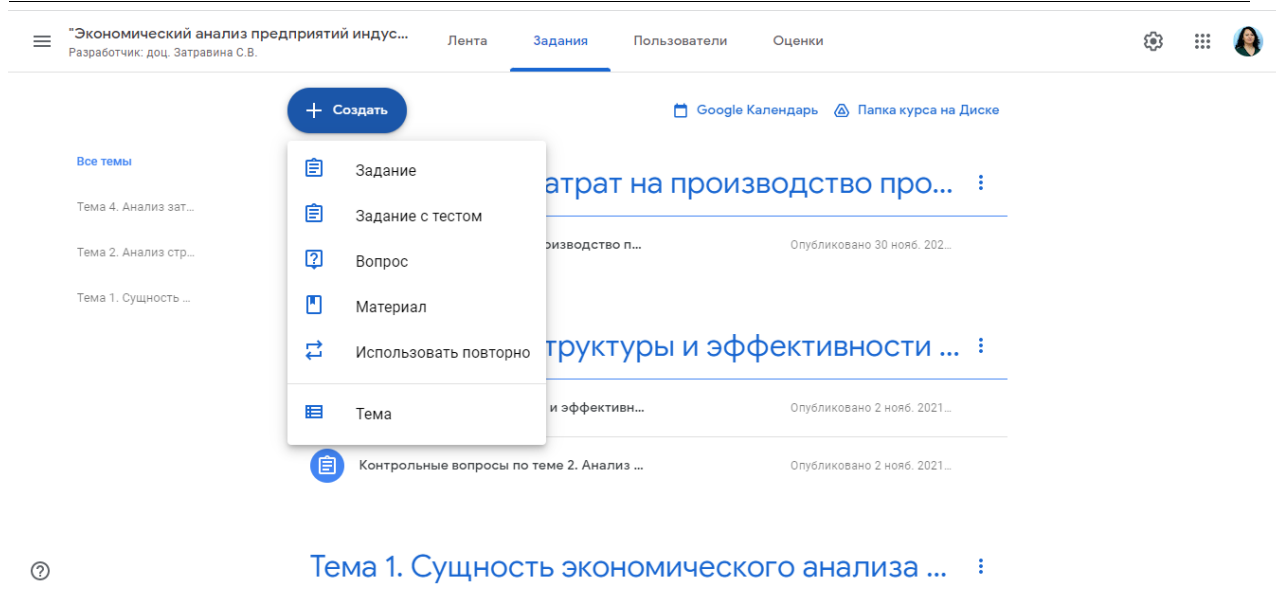 "Экономический анализ предприятий индус...
Разработчик: доц. Затравина С.В.
Лента
Задания
Пользователи
Оценки
Создать
Google Календарь
Папка курса на Диске
Все темы
Тема 4. Анализ зат...
Тема 2. Анализ стр...
Тема 1. Сущность ...
Задание
Задание с тестом
Вопрос
Материал
Использовать повторно
Тема
атрат на производство про...
оизводство п...
Опубликовано 30 нояб. 202...
труктуры и эффективности ...
и эффективн...
Опубликовано 2 нояб. 2021...
Контрольные вопросы по теме 2. Анализ ...
Опубликовано 2 нояб. 2021...
Тема 1. Сущность экономического анализа ...